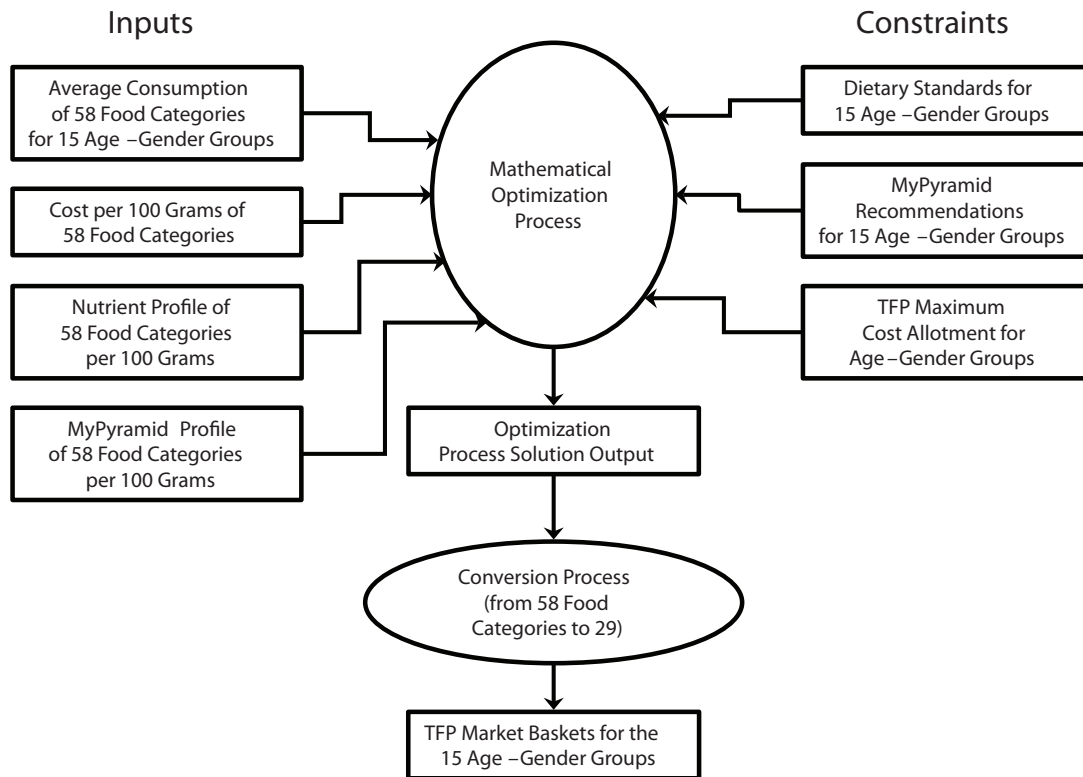 Inputs
Average Consumption
of 58 Food Categories
for 15 Age –Gender Groups
Cost per 100 Grams of
58 Food Categories
Nutrient Profile of
58 Food Categories
per 100 Grams
MyPyramid Profile
of 58 Food Categories
per 100 Grams
Mathematical
Optimization
Process
Constraints
Dietary Standards for
15 Age –Gender Groups
MyPyramid
Recommendations
for 15 Age –Gender Groups
TFP Maximum
Cost Allotment for
Age–Gender Groups
Optimization
Process Solution Output
Conversion Process
(from 58 Food
Categories to 29)
TFP Market Baskets for the
15 Age –Gender Groups